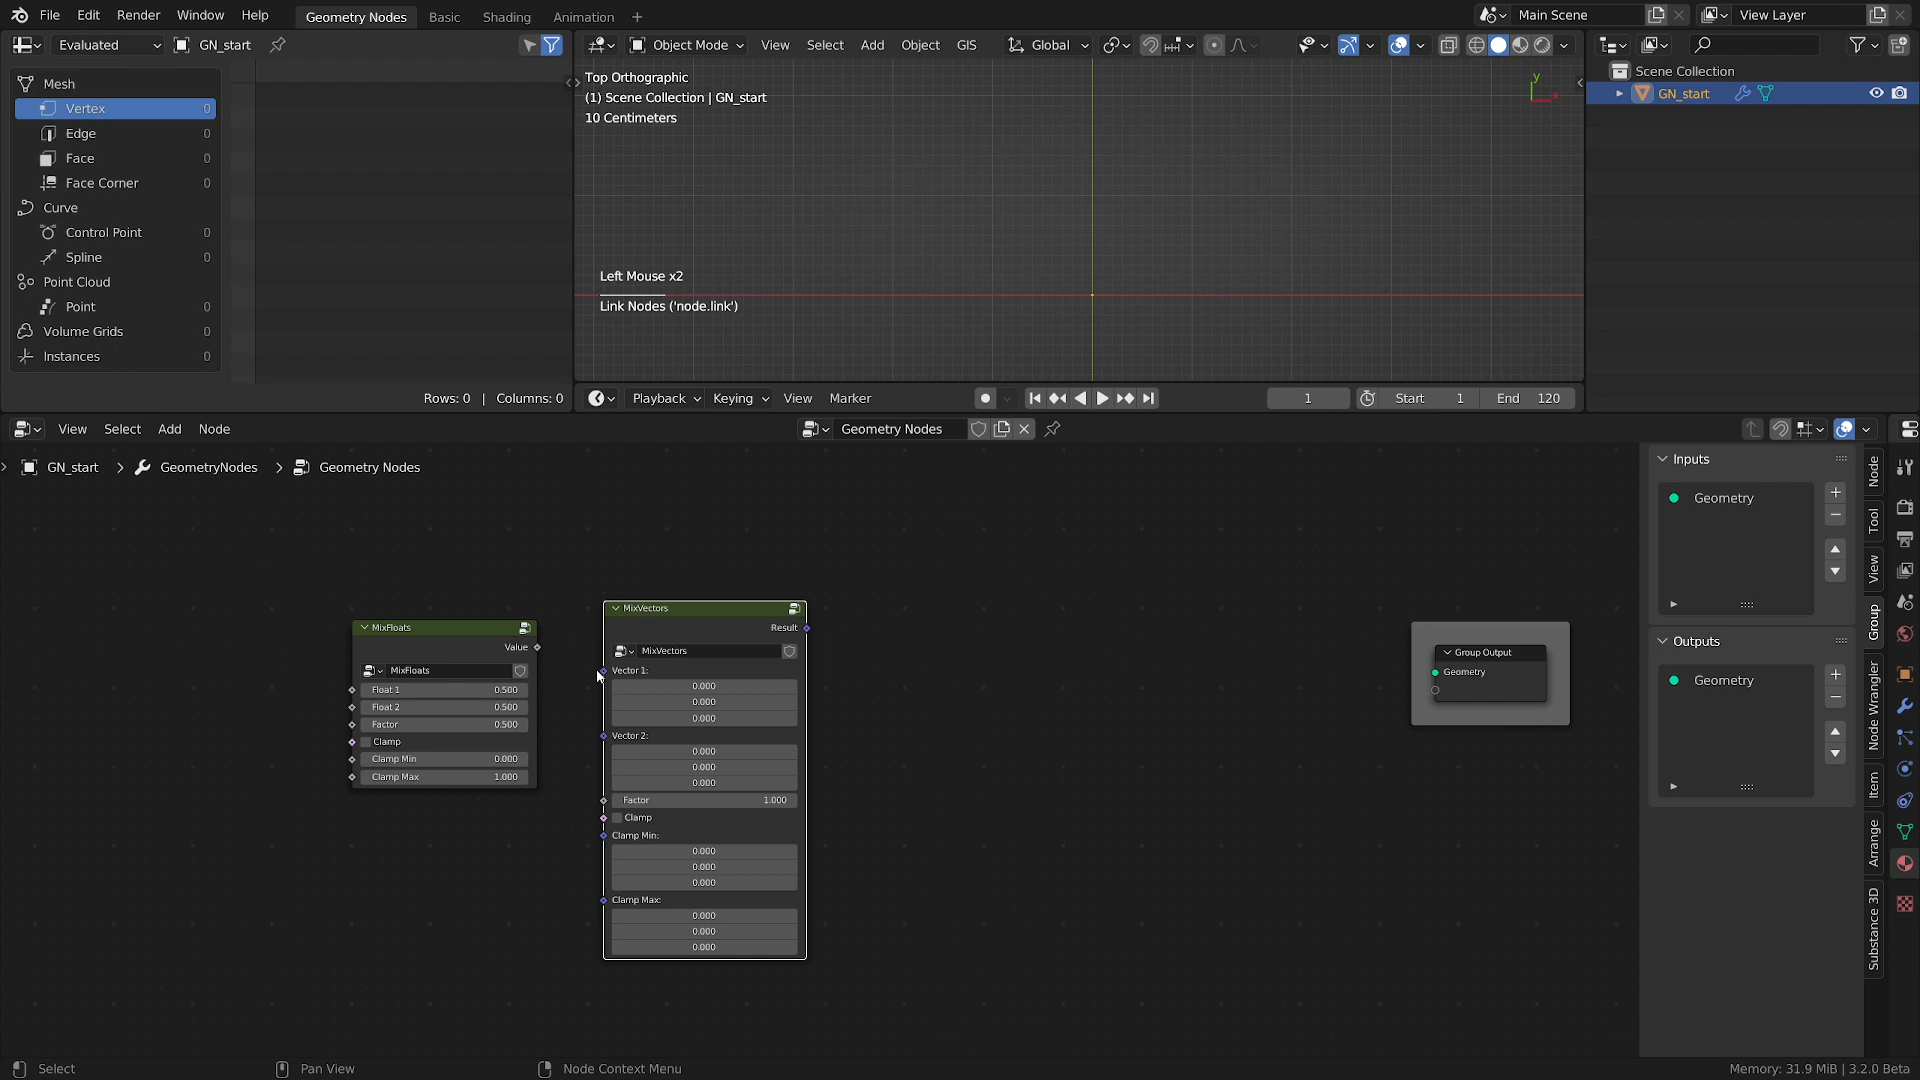 File Edit Render Window Help Geometry Nodes Basic Shading Animation + Main Scene View Layer
Evaluated GN_start Object Mode View Select Add Object GIS Global
Mesh
Vertex 0
Edge 0
Face 0
Face Corner 0
Curve
Control Point 0
Spline 0
Point Cloud
Point 0
Volume Grids 0
Instances 0
Rows: 0 | Columns: 0
Top Orthographic
(1) Scene Collection | GN_start
10 Centimeters
y
x
Left Mouse x2
Link Nodes ('node.link')
Scene Collection
GN_start
Playback Keying View Marker 1 Start 1 End 120
View Select Add Node Geometry Nodes
GN_start > GeometryNodes > Geometry Nodes
MixFloats
Value
MixFloats
Float 1 0.500
Float 2 0.500
Factor 0.500
Clamp
Clamp Min 0.000
Clamp Max 1.000
MixVectors
Result
MixVectors
Vector 1:
0.000
0.000
0.000
Vector 2:
0.000
0.000
0.000
Factor 1.000
Clamp
Clamp Min:
0.000
0.000
0.000
Clamp Max:
0.000
0.000
0.000
Group Output
Geometry
Inputs
Geometry
Outputs
Geometry
Node
Tool
View
Group
Node Wrangler
Item
Arrange
Substance 3D
Select Pan View Node Context Menu Memory: 31.9 MiB | 3.2.0 Beta